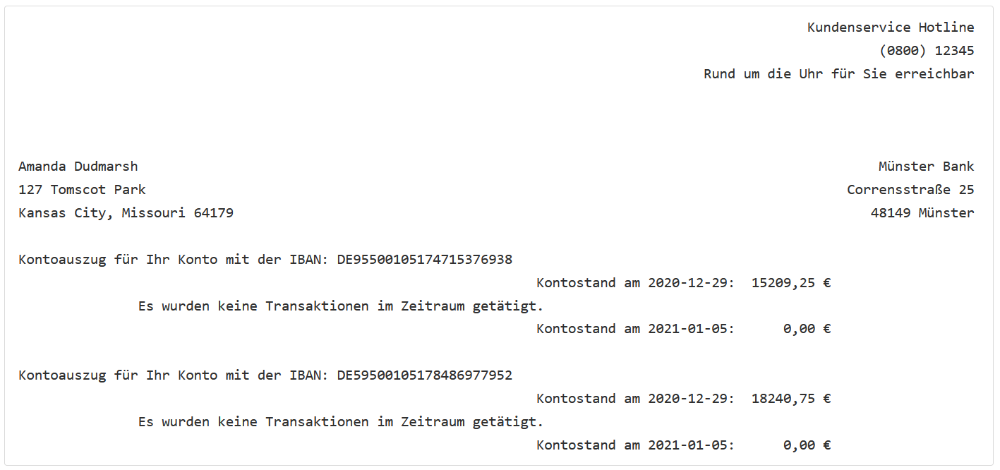 Kundenservice Hotline
(0800) 12345
Rund um die Uhr für Sie erreichbar
Amanda Dudmarsh
127 Tomscot Park
Kansas City, Missouri 64179
Münster Bank
Corrensstraße 25
48149 Münster
Kontoauszug für Ihr Konto mit der IBAN: DE95500105174715376938
Kontostand am 2020-12-29: 15209,25 €
Es wurden keine Transaktionen im Zeitraum getätigt.
Kontostand am 2021-01-05: 0,00 €
Kontoauszug für Ihr Konto mit der IBAN: DE59500105178486977952
Kontostand am 2020-12-29: 18240,75 €
Es wurden keine Transaktionen im Zeitraum getätigt.
Kontostand am 2021-01-05: 0,00 €